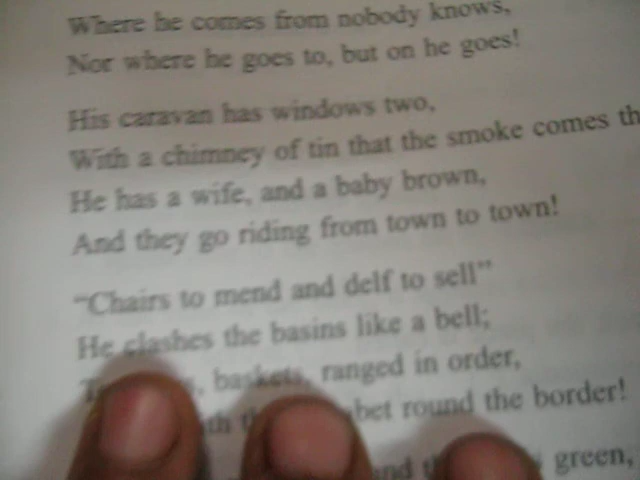 Where he comes from nobody knows,
Nor where he goes to, but on he goes!
His caravan has windows two,
With a chimney of tin that the smoke comes th
He has a wife, and a baby brown,
And they go riding from town to town!
"Chairs to mend and delf to sell"
He clashes the basins like a bell;
baskets, ranged in order,
round the border!
green,